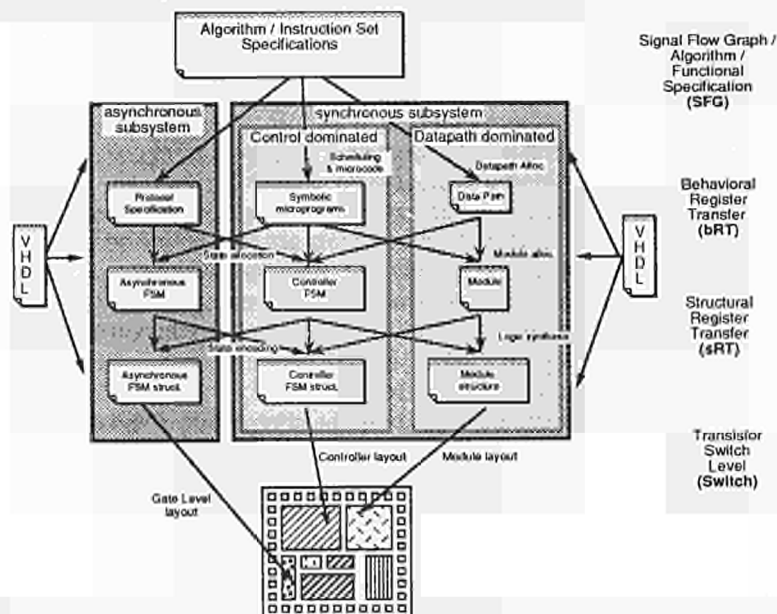 Algorithm / Instruction Set
Specifications
Signal Flow Graph /
Algorithm /
Functional
Specification
(SFG)
asynchronous
subsystem
synchronous subsystem
Control dominated
Datapath dominated
Scheduling
& microcode
Datapath Alloc.
Protocol
Specification
Symbolic
microprograms
Data Path
Behavioral
Register
Transfer
(bRT)
VHDL
VHDL
State allocation
Module alloc.
Asynchronous
FSM
Controller
FSM
Module
Structural
Register
Transfer
(sRT)
State encoding
Logic synthesis
Asynchronous
FSM struct.
Controller
FSM struct.
Module
structure
Transistor
Switch
Level
(Switch)
Controller layout
Module layout
Gate Level
layout